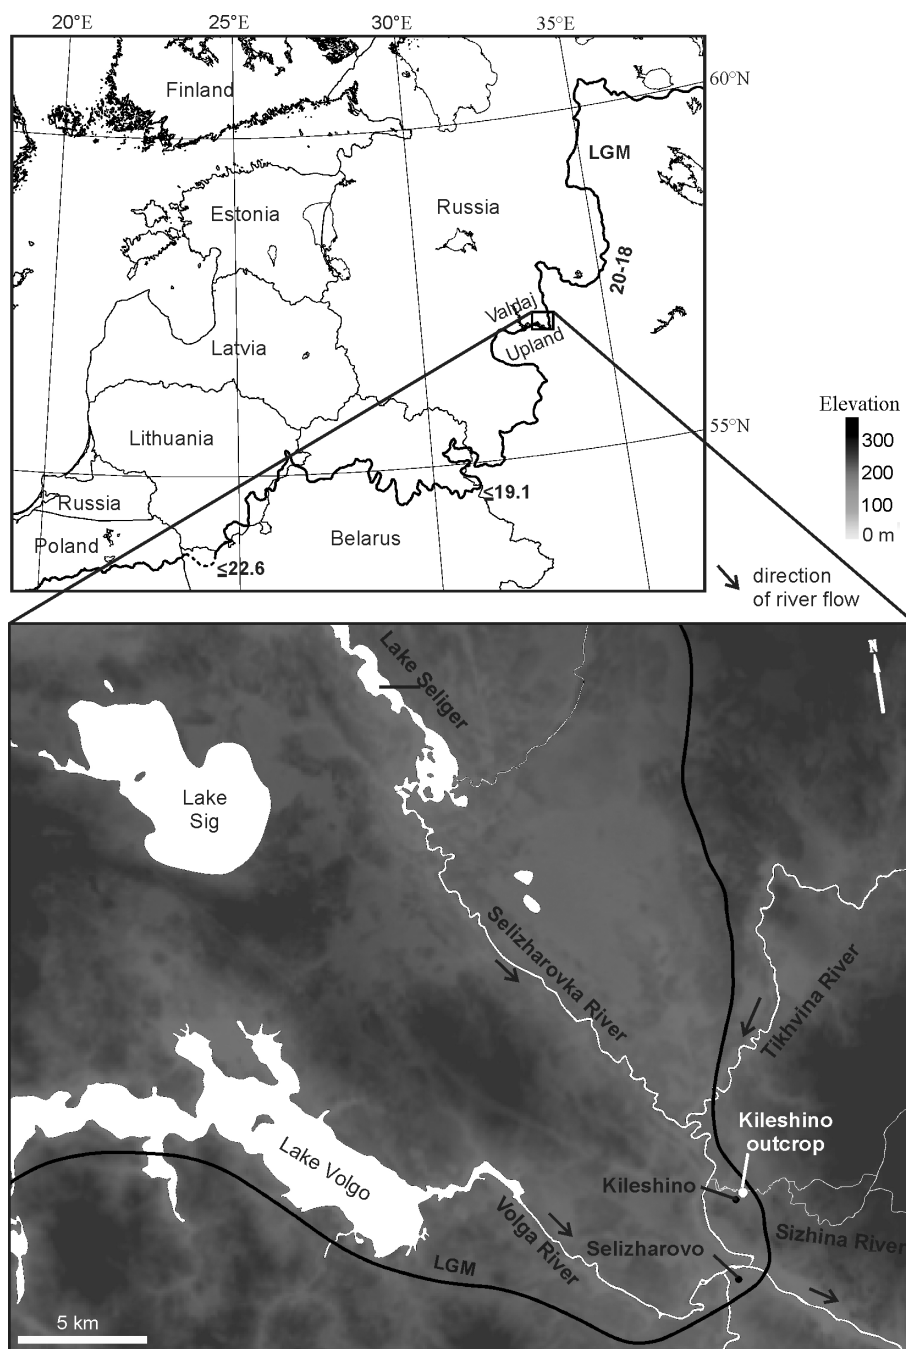 20°E
25°E
30°E
35°E
Finland
60°N
LGM
Estonia
Russia
20-18
Valdaj
Upland
Latvia
Elevation
55°N
Lithuania
300
200
≤19.1
Russia
100
Poland
Belarus
0 m
≤22.6
direction
of river flow
N
Lake Seliger
Lake
Sig
Selizharovka River
Tikhvina River
Kileshino
outcrop
Lake Volgo
Kileshino
Volga River
Sizhina River
Selizharovo
LGM
5 km